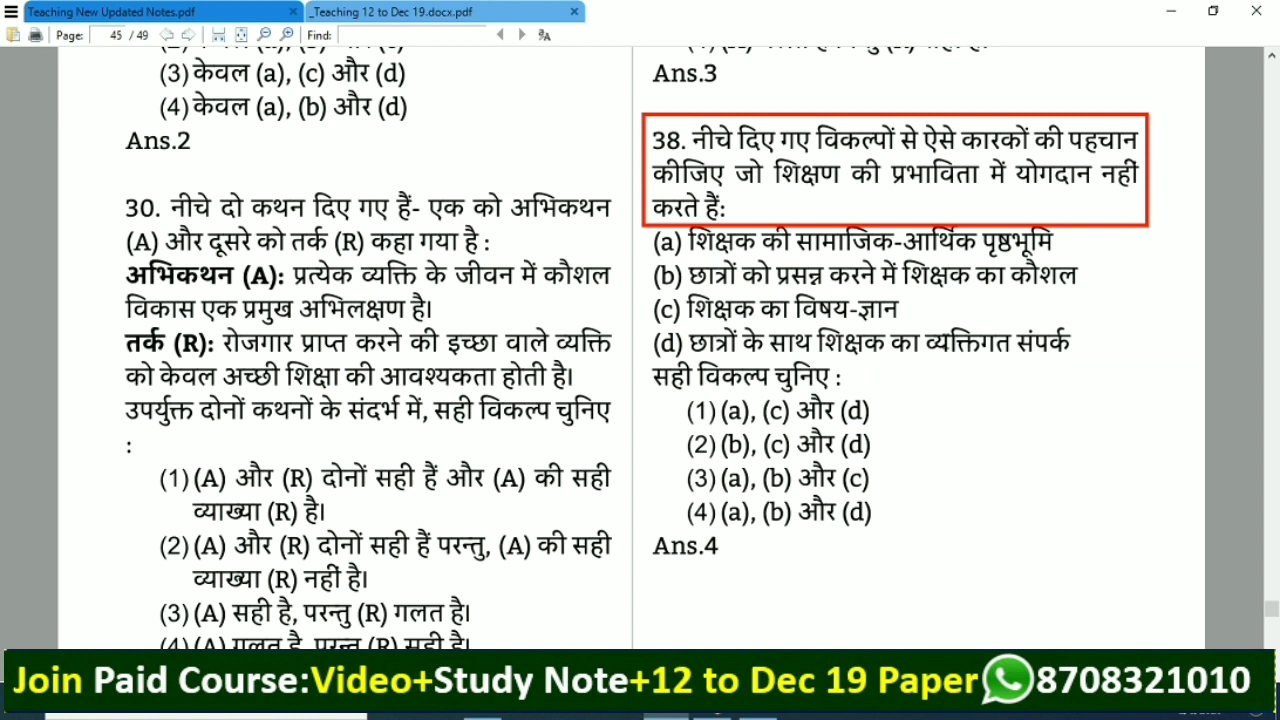 Teaching New Updated Notes.pdf
_Teaching 12 to Dec 19.docx.pdf
Page: 45 / 49
Find:
(3) केवल (a), (c) और (d)
(4) केवल (a), (b) और (d)
Ans.2
30. नीचे दो कथन दिए गए हैं- एक को अभिकथन
(A) और दूसरे को तर्क (R) कहा गया है :
अभिकथन (A): प्रत्येक व्यक्ति के जीवन में कौशल
विकास एक प्रमुख अभिलक्षण है।
तर्क (R): रोजगार प्राप्त करने की इच्छा वाले व्यक्ति
को केवल अच्छी शिक्षा की आवश्यकता होती है।
उपर्युक्त दोनों कथनों के संदर्भ में, सही विकल्प चुनिए
:
(1) (A) और (R) दोनों सही हैं और (A) की सही
व्याख्या (R) है।
(2) (A) और (R) दोनों सही हैं परन्तु, (A) की सही
व्याख्या (R) नहीं है।
(3) (A) सही है, परन्तु (R) गलत है।
(4) (A) गलत है, परन्तु (R) सही है।
Ans.3
38. नीचे दिए गए विकल्पों से ऐसे कारकों की पहचान
कीजिए जो शिक्षण की प्रभाविता में योगदान नहीं
करते हैं:
(a) शिक्षक की सामाजिक-आर्थिक पृष्ठभूमि
(b) छात्रों को प्रसन्न करने में शिक्षक का कौशल
(c) शिक्षक का विषय-ज्ञान
(d) छात्रों के साथ शिक्षक का व्यक्तिगत संपर्क
सही विकल्प चुनिए :
(1) (a), (c) और (d)
(2) (b), (c) और (d)
(3) (a), (b) और (c)
(4) (a), (b) और (d)
Ans.4
Join Paid Course:Video+Study Note+12 to Dec 19 Paper 8708321010